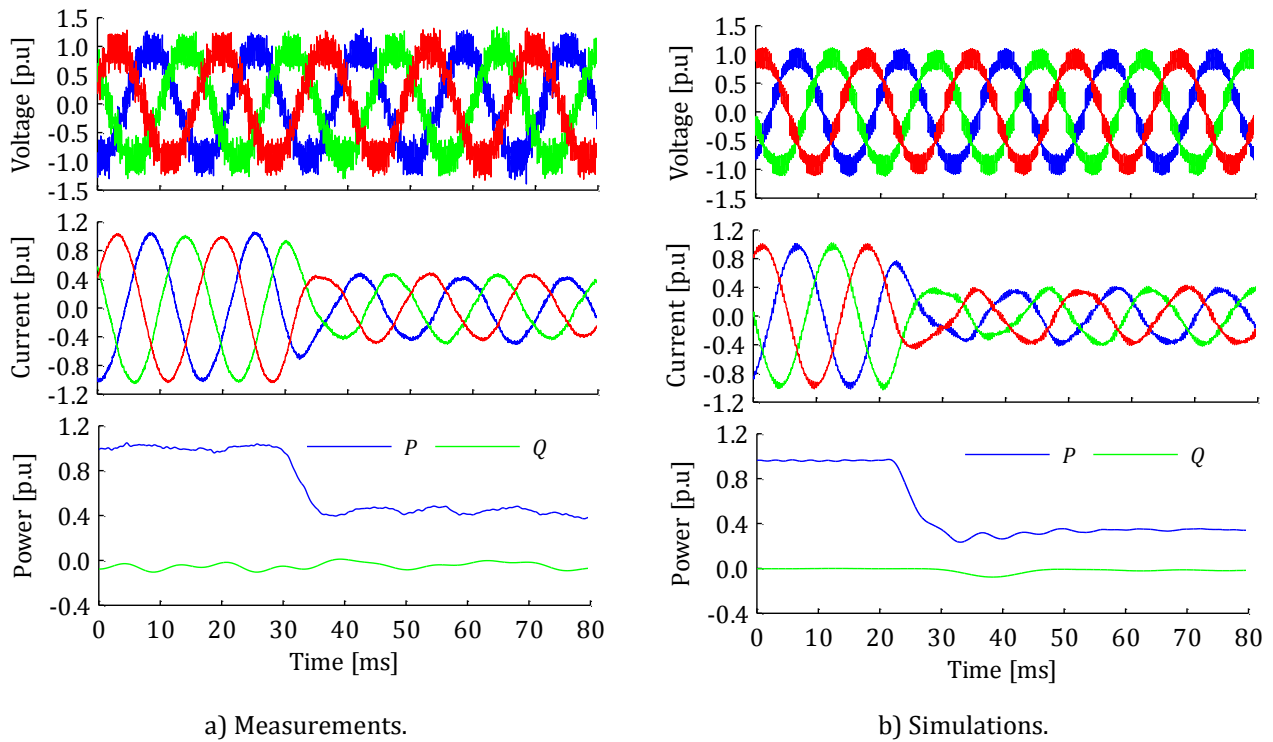 Voltage [p.u]
1.5
1.0
0.5
0.0
-0.5
-1.0
-1.5
Current [p.u]
1.2
0.8
0.4
0.0
-0.4
-0.8
-1.2
Power [p.u]
1.2
0.8
0.4
0.0
-0.4
P
Q
0 10 20 30 40 50 60 70 80
Time [ms]
a) Measurements.
Voltage [p.u]
1.5
1.0
0.5
0.0
-0.5
-1.0
-1.5
Current [p.u]
1.2
0.8
0.4
0.0
-0.4
-0.8
-1.2
Power [p.u]
1.2
0.8
0.4
0.0
-0.4
P
Q
0 10 20 30 40 50 60 70 80
Time [ms]
b) Simulations.